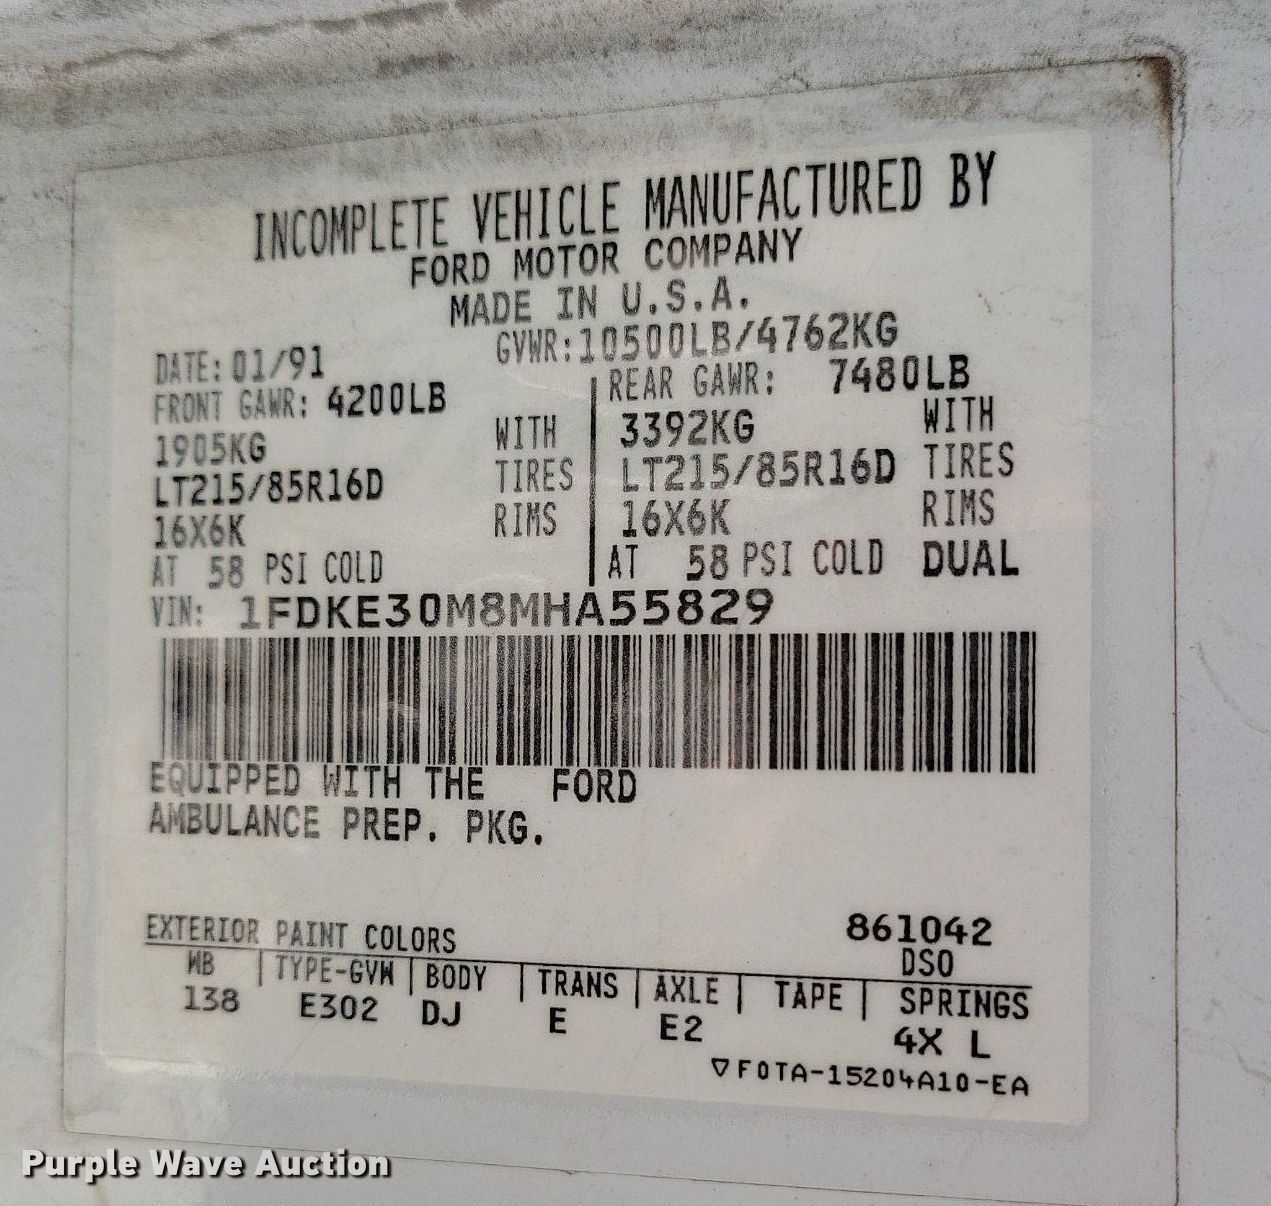 INCOMPLETE VEHICLE MANUFACTURED BY
FORD MOTOR COMPANY
MADE IN U.S.A.
DATE: 01/91 GVWR: 10500LB/4762KG
FRONT GAWR: 4200LB REAR GAWR: 7480LB
1905KG WITH 3392KG WITH
LT215/85R16D TIRES LT215/85R16D TIRES
16X6K RIMS 16X6K RIMS
AT 58 PSI COLD AT 58 PSI COLD DUAL
VIN: 1FDKE30M8MHA55829
EQUIPPED WITH THE FORD
AMBULANCE PREP. PKG.
EXTERIOR PAINT COLORS 861042
DSO
WB | TYPE-GVW | BODY | TRANS | AXLE | TAPE | SPRINGS
138 E302 DJ E E2 4X L
▽F0TA-15204A10-EA
Purple Wave Auction